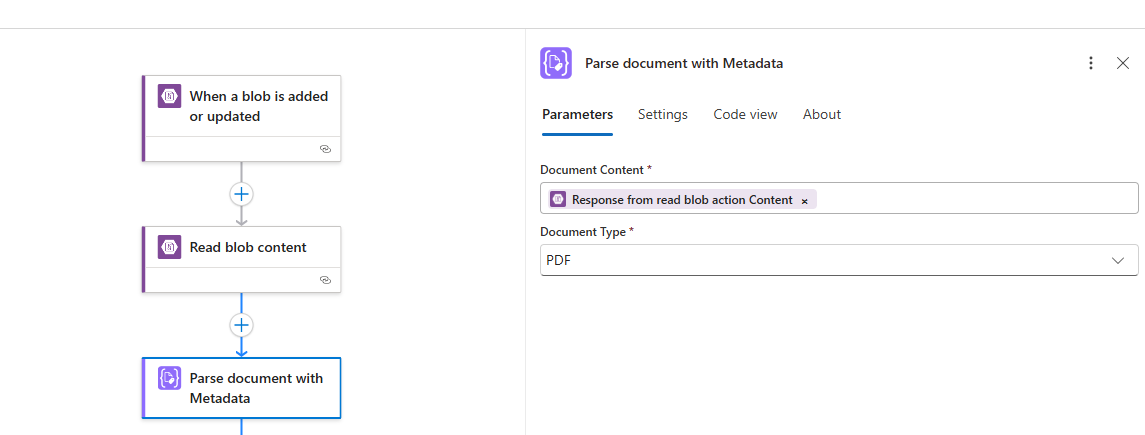 When a blob is added
or updated
Read blob content
Parse document with
Metadata
Parse document with Metadata
Parameters Settings Code view About
Document Content *
Response from read blob action Content ×
Document Type *
PDF